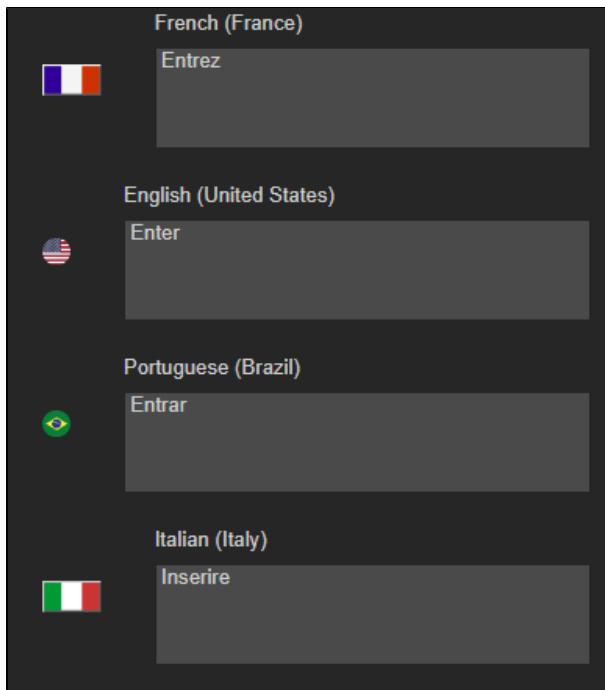 French (France)
Entrez
English (United States)
Enter
Portuguese (Brazil)
Entrar
Italian (Italy)
Inserire